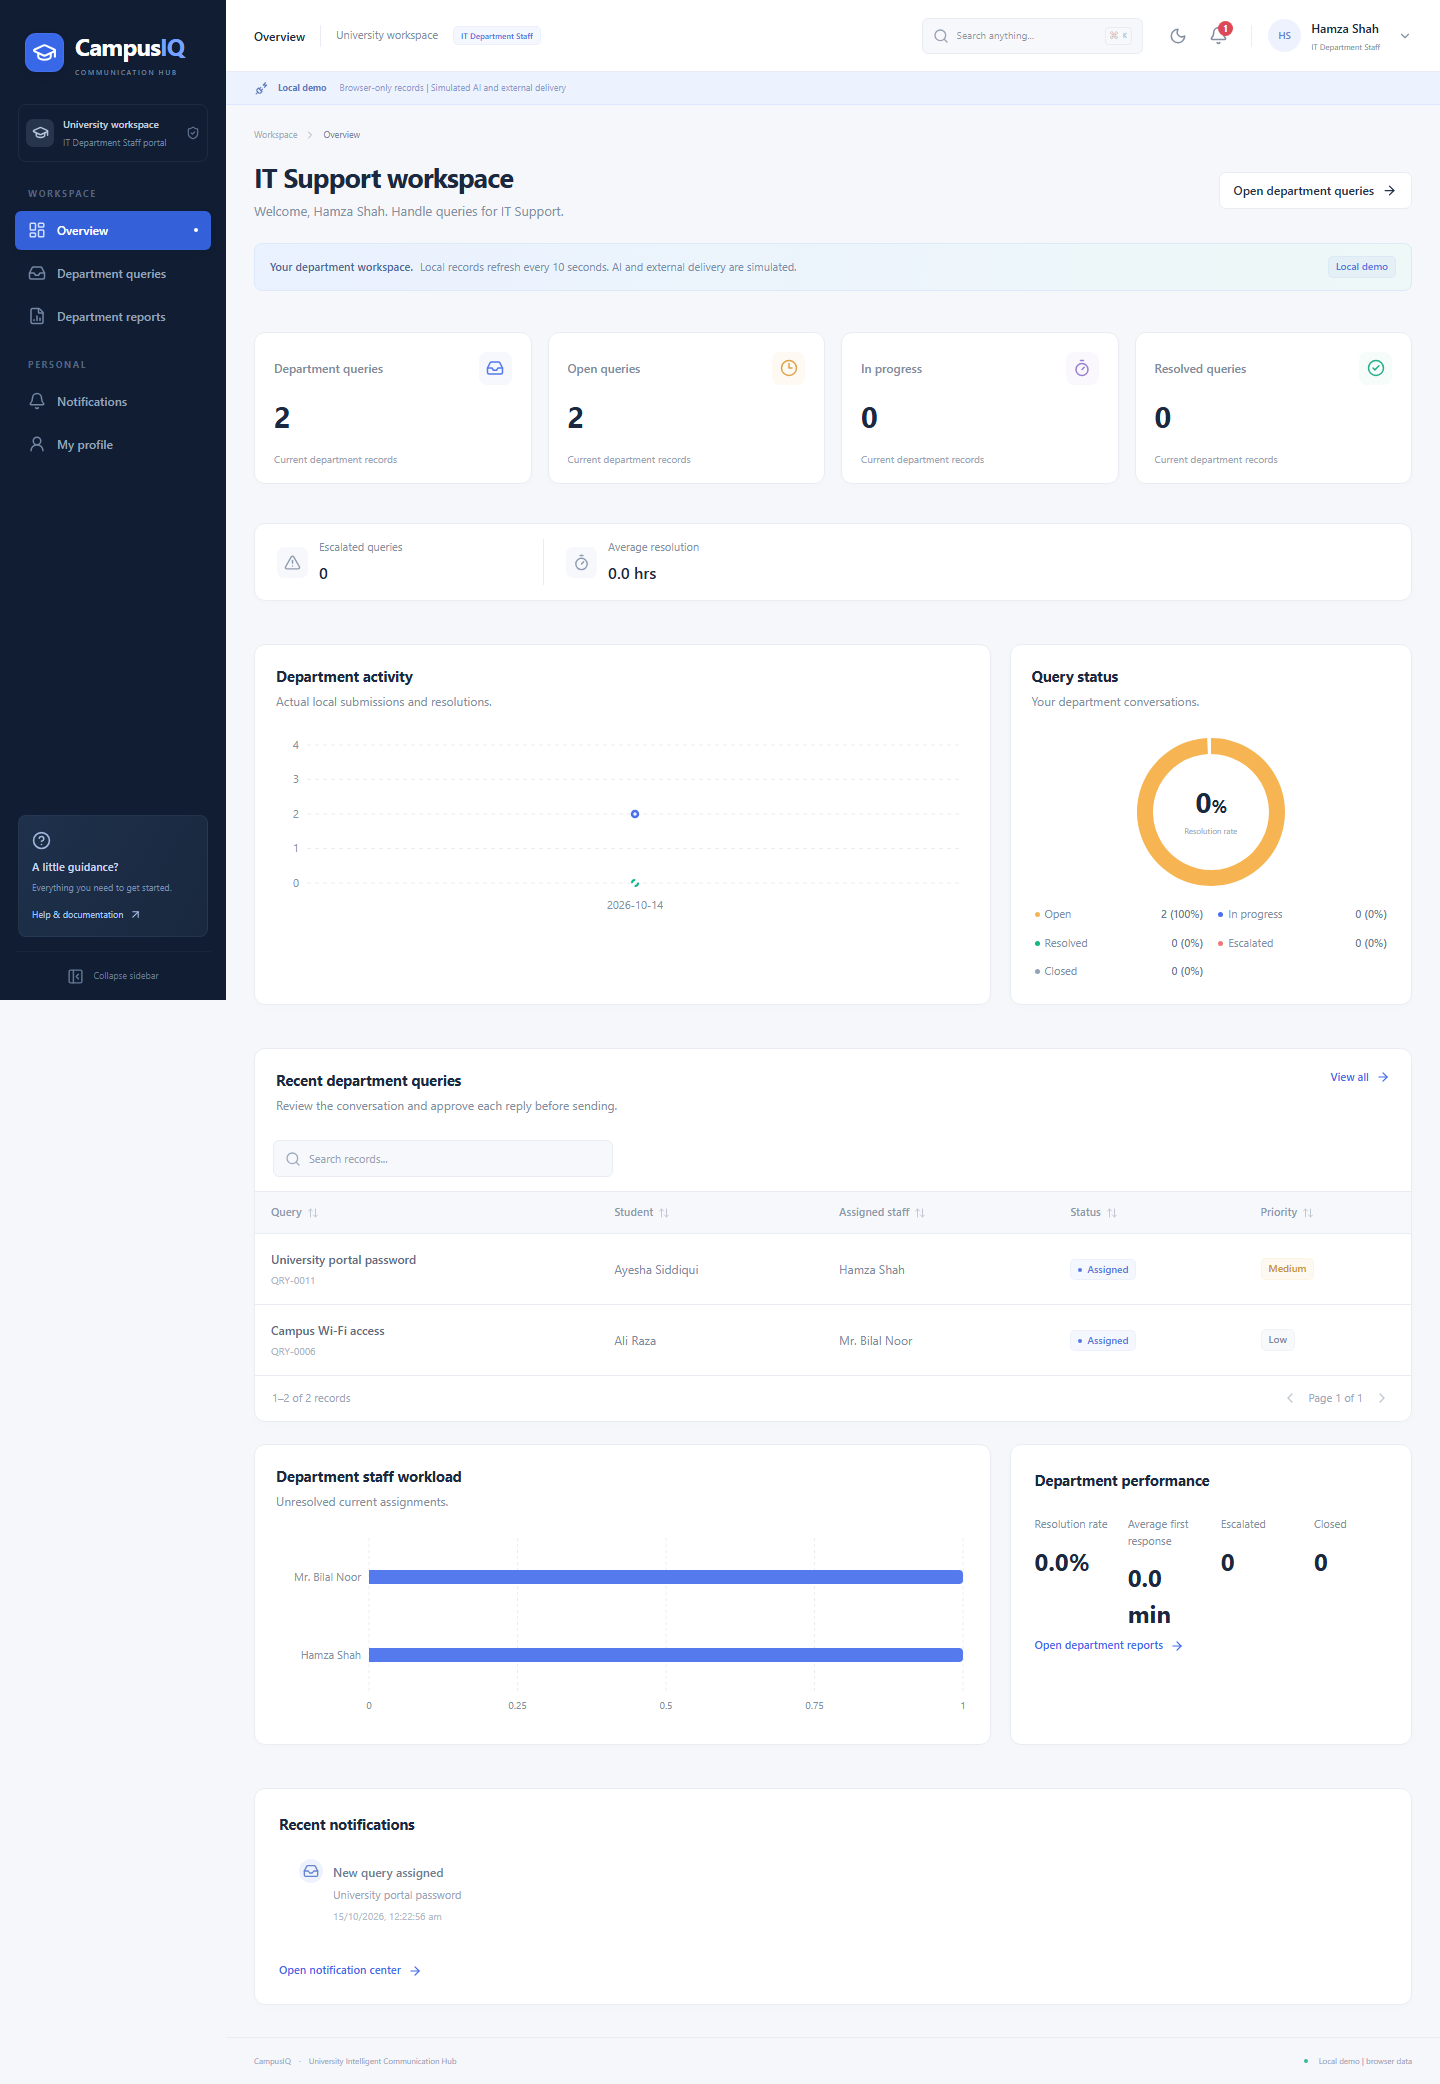 CampusIQ
COMMUNICATION HUB
University workspace
IT Department Staff portal
WORKSPACE
Overview
Department queries
Department reports
PERSONAL
Notifications
My profile
A little guidance?
Everything you need to get started.
Help & documentation
Collapse sidebar
Overview
University workspace
IT Department Staff
Search anything...
⌘ K
1
HS
Hamza Shah
IT Department Staff
Local demo
Browser-only records | Simulated AI and external delivery
Workspace
Overview
IT Support workspace
Welcome, Hamza Shah. Handle queries for IT Support.
Open department queries
Your department workspace. Local records refresh every 10 seconds. AI and external delivery are simulated.
Local demo
Department queries
2
Current department records
Open queries
2
Current department records
In progress
0
Current department records
Resolved queries
0
Current department records
Escalated queries
0
Average resolution
0.0 hrs
Department activity
Actual local submissions and resolutions.
4
3
2
1
0
2026-10-14
Query status
Your department conversations.
0%
Resolution rate
Open 2 (100%)
In progress 0 (0%)
Resolved 0 (0%)
Escalated 0 (0%)
Closed 0 (0%)
Recent department queries
Review the conversation and approve each reply before sending.
View all
Search records...
Query Student Assigned staff Status Priority
University portal password
QRY-0011
Ayesha Siddiqui
Hamza Shah
Assigned
Medium
Campus Wi-Fi access
QRY-0006
Ali Raza
Mr. Bilal Noor
Assigned
Low
1–2 of 2 records
Page 1 of 1
Department staff workload
Unresolved current assignments.
Mr. Bilal Noor
Hamza Shah
0 0.25 0.5 0.75 1
Department performance
Resolution rate
0.0%
Average first
response
0.0
min
Escalated
0
Closed
0
Open department reports
Recent notifications
New query assigned
University portal password
15/10/2026, 12:22:56 am
Open notification center
CampusIQ · University Intelligent Communication Hub
Local demo | browser data